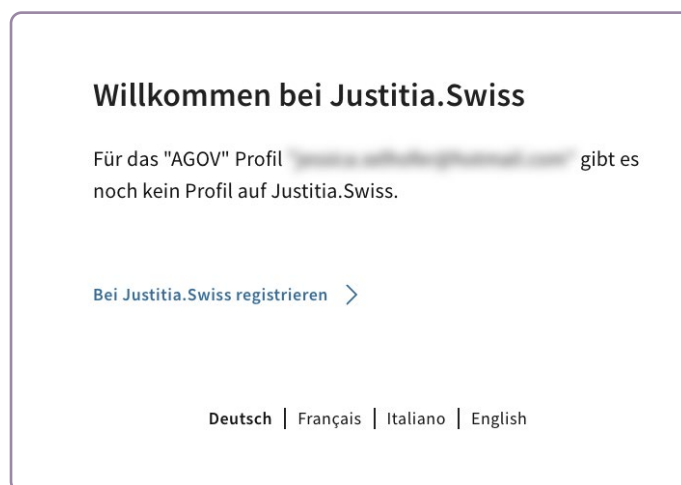 Willkommen bei Justitia.Swiss
Für das "AGOV" Profil gibt es
noch kein Profil auf Justitia.Swiss.
Bei Justitia.Swiss registrieren
Deutsch | Français | Italiano | English